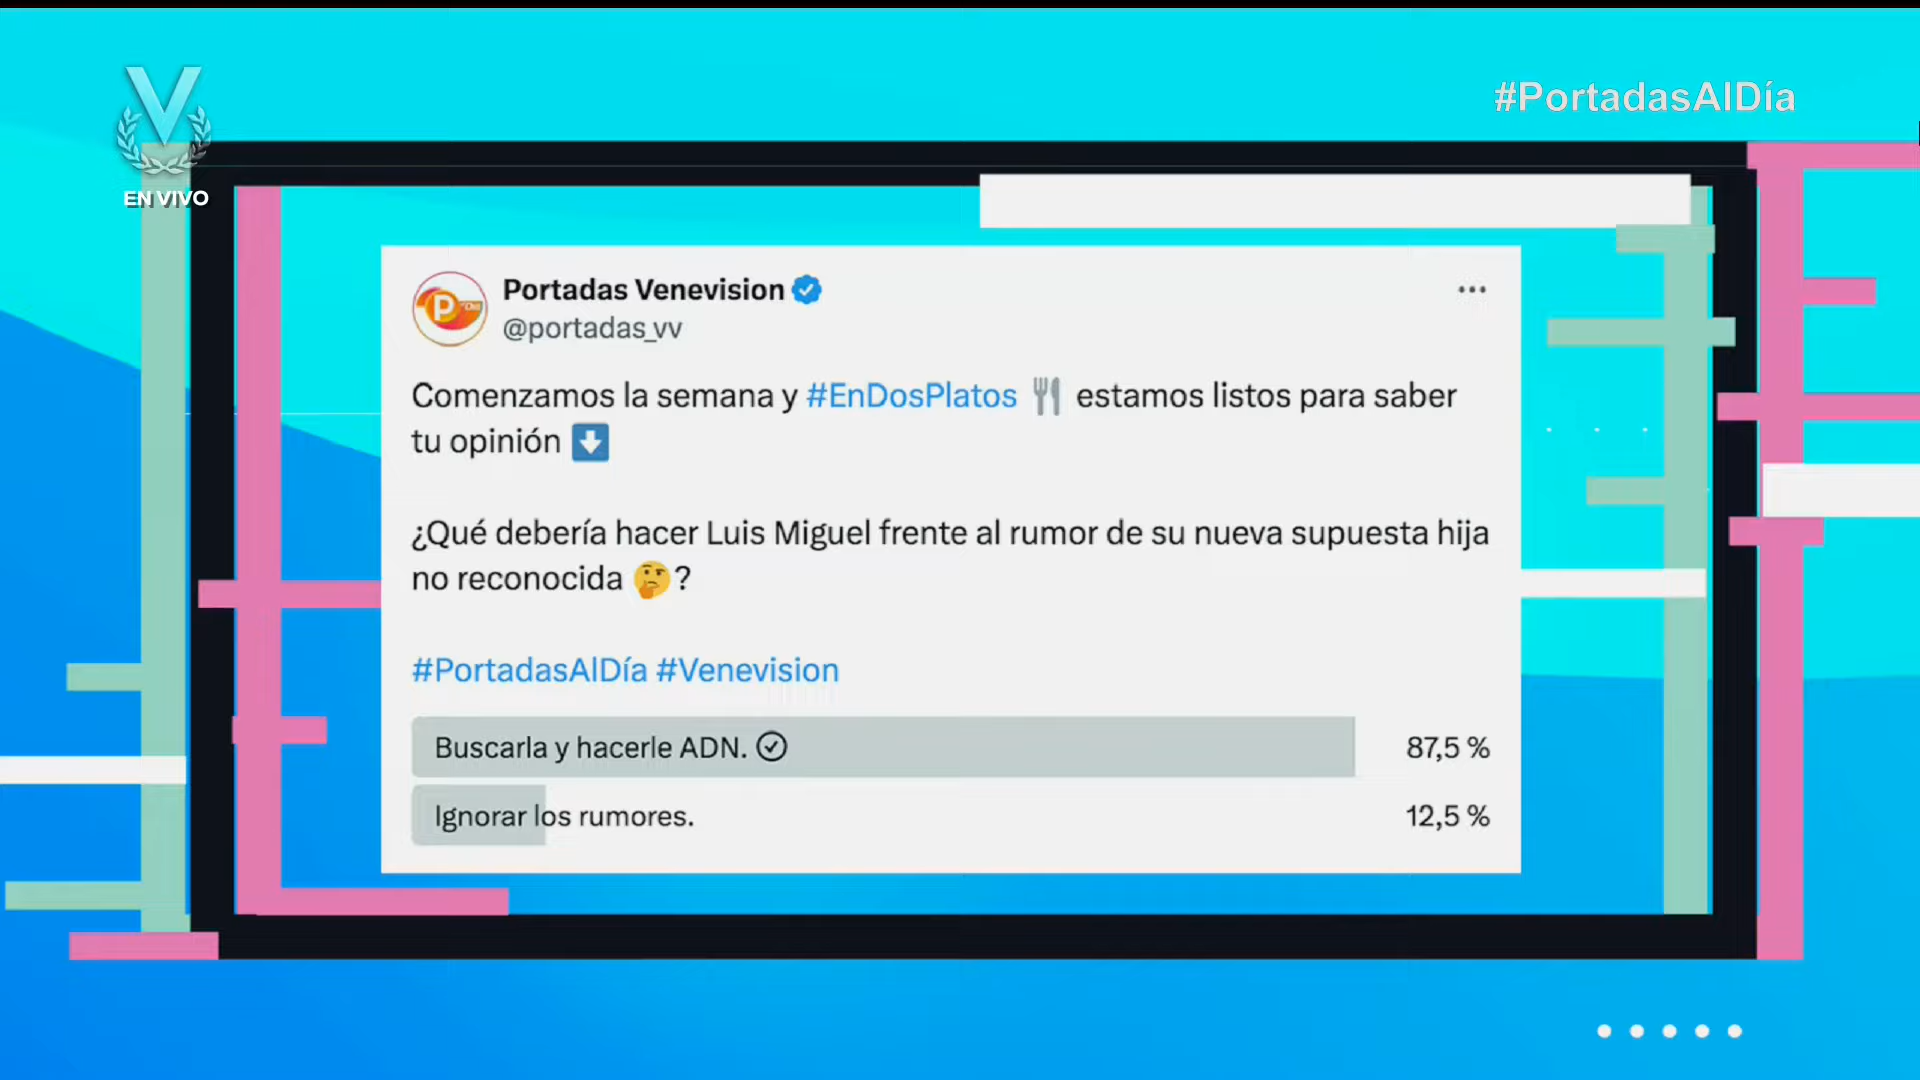 V
EN VIVO
#PortadasAlDía
Portadas Venevision
@portadas_vv
Comenzamos la semana y #EnDosPlatos 🍴 estamos listos para saber
tu opinión ⬇️
¿Qué debería hacer Luis Miguel frente al rumor de su nueva supuesta hija
no reconocida 🤔?
#PortadasAlDía #Venevision
Buscarla y hacerle ADN. 87,5 %
Ignorar los rumores. 12,5 %